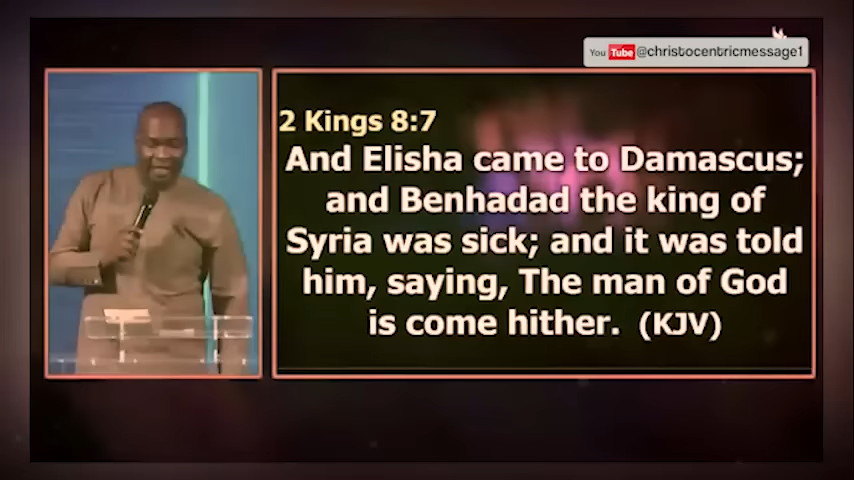 You Tube @christocentricmessage1
2 Kings 8:7
And Elisha came to Damascus;
and Benhadad the king of
Syria was sick; and it was told
him, saying, The man of God
is come hither. (KJV)